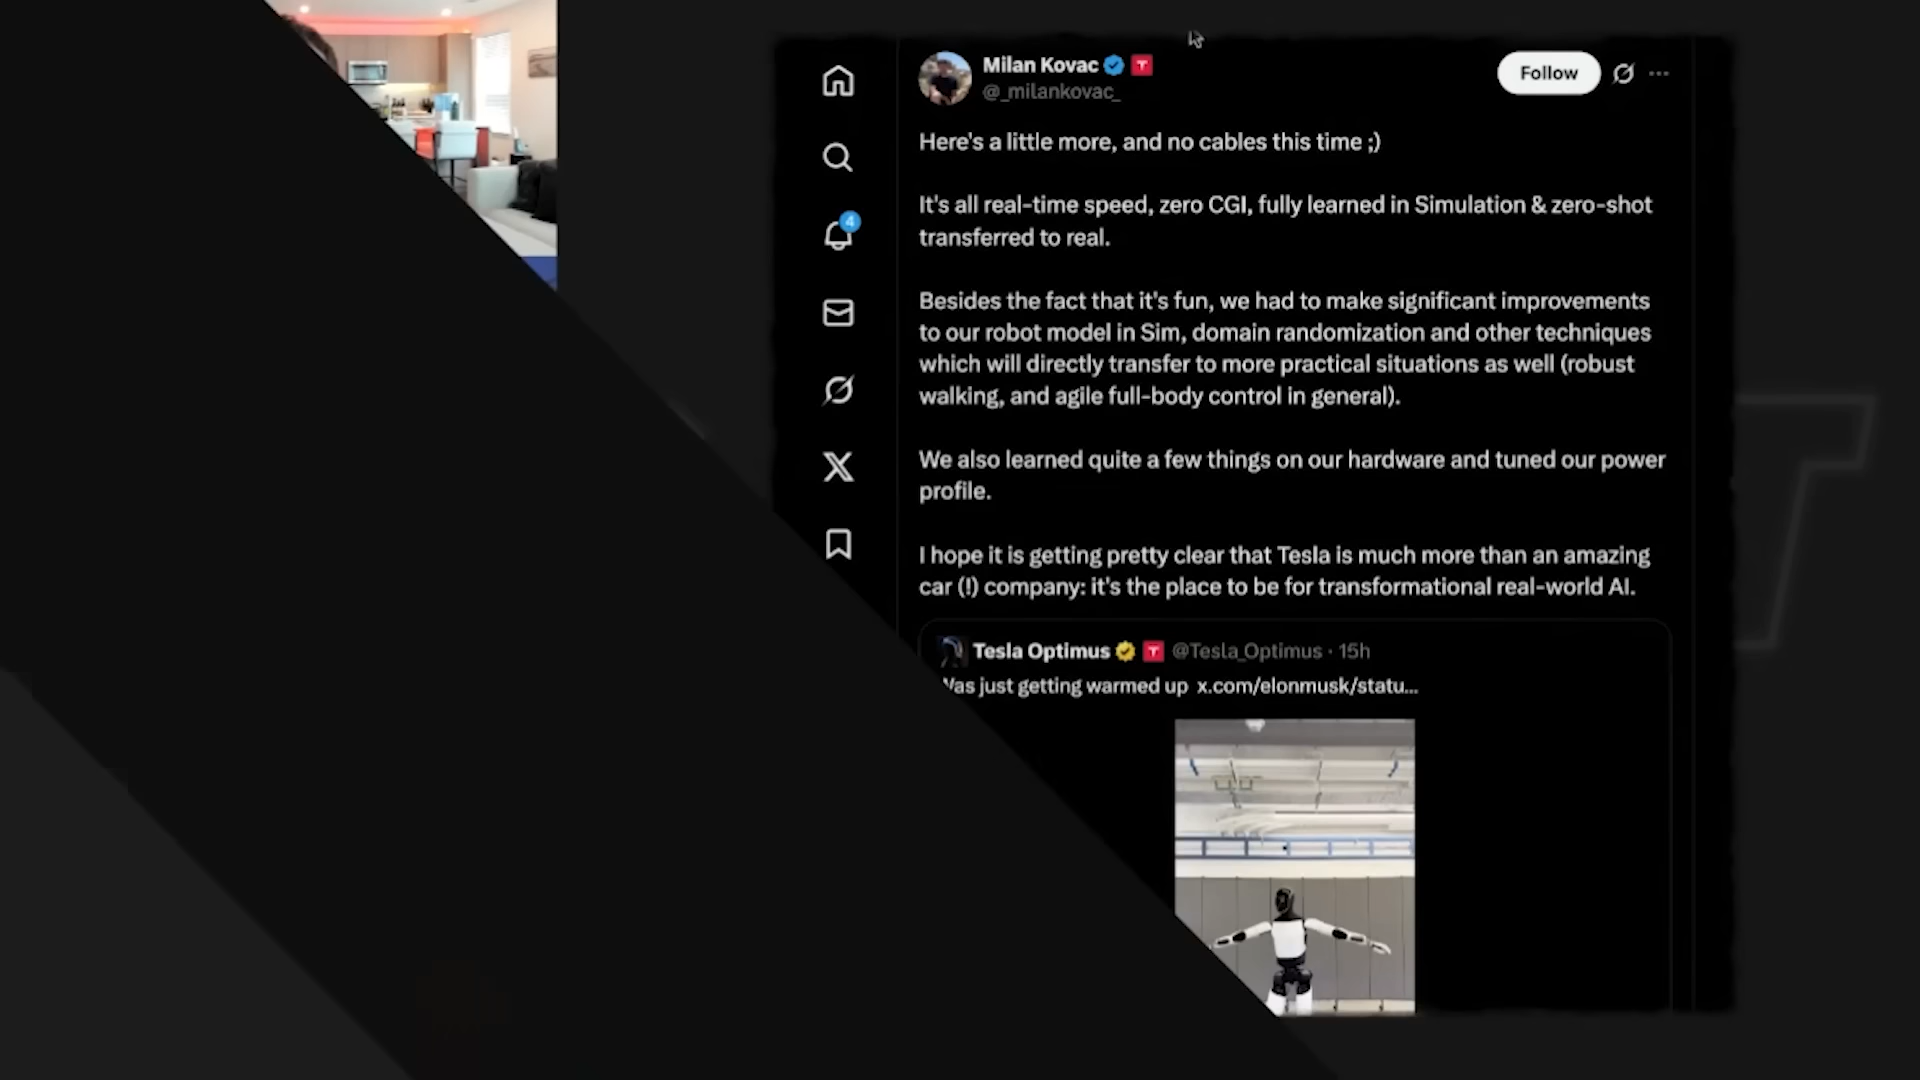 Milan Kovac
@_milankovac_
Follow
Here's a little more, and no cables this time ;)
It's all real-time speed, zero CGI, fully learned in Simulation & zero-shot
transferred to real.
Besides the fact that it's fun, we had to make significant improvements
to our robot model in Sim, domain randomization and other techniques
which will directly transfer to more practical situations as well (robust
walking, and agile full-body control in general).
We also learned quite a few things on our hardware and tuned our power
profile.
I hope it is getting pretty clear that Tesla is much more than an amazing
car (!) company: it's the place to be for transformational real-world AI.
4
Tesla Optimus @Tesla_Optimus · 15h
Was just getting warmed up x.com/elonmusk/statu...
T